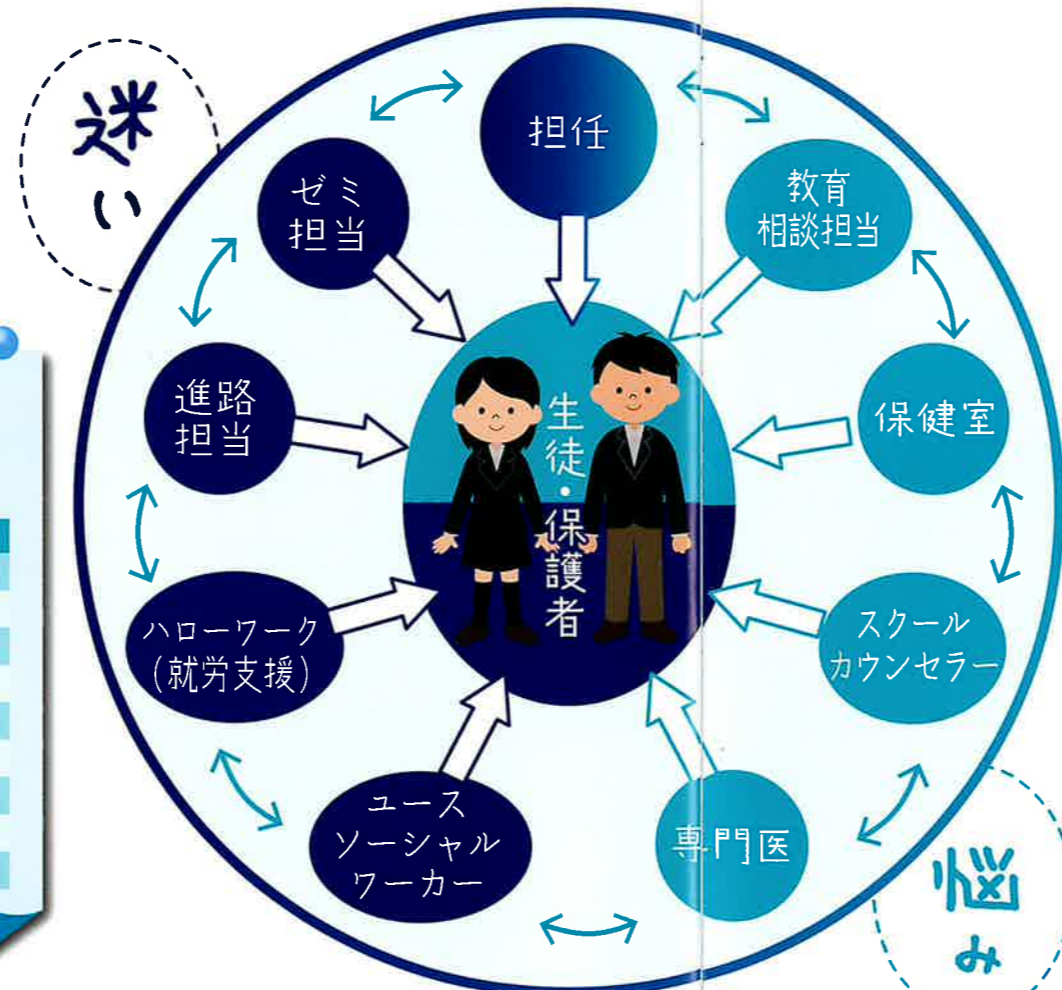 迷い
担任
ゼミ
担当
教育
相談担当
進路
担当
生徒・保護者
保健室
ハローワーク
(就労支援)
スクール
カウンセラー
ユース
ソーシャル
ワーカー
専門医
悩み